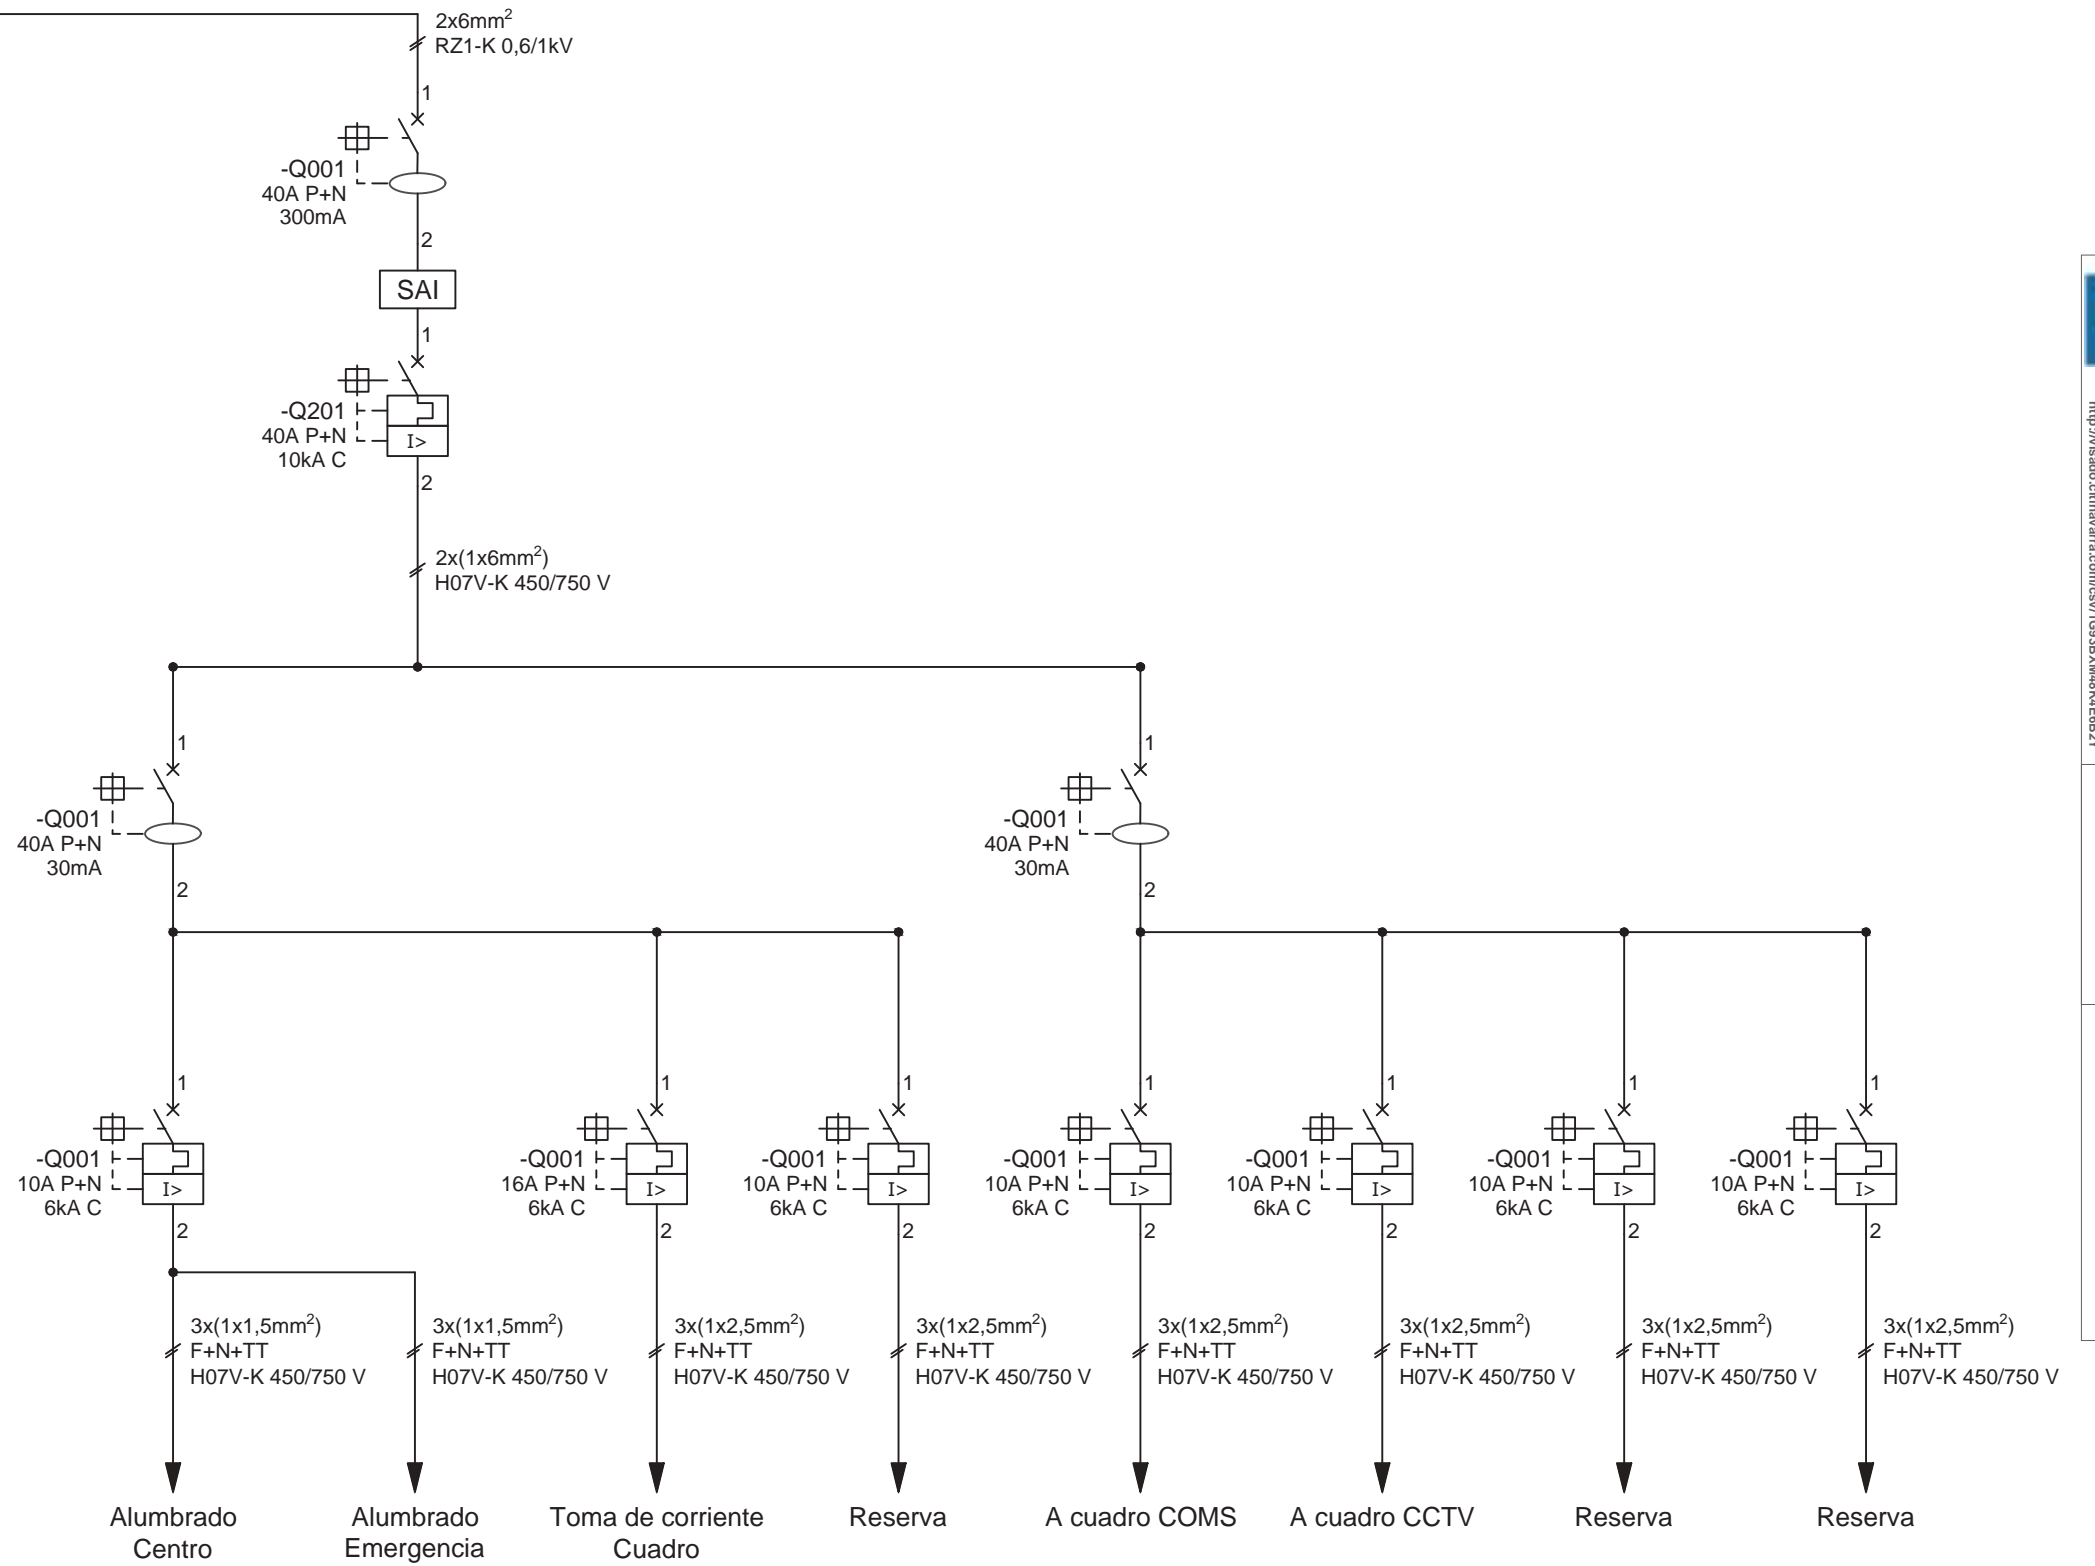 2x6mm²
RZ1-K 0,6/1kV
1
-Q001
40A P+N
300mA
2
SAI
1
-Q201
40A P+N
10kA C
I>
2
2x(1x6mm²)
H07V-K 450/750 V
1
-Q001
40A P+N
30mA
2
1
-Q001
40A P+N
30mA
2
1
-Q001
10A P+N
6kA C
I>
2
1
-Q001
16A P+N
6kA C
I>
2
1
-Q001
10A P+N
6kA C
I>
2
1
-Q001
10A P+N
6kA C
I>
2
1
-Q001
10A P+N
6kA C
I>
2
1
-Q001
10A P+N
6kA C
I>
2
1
-Q001
10A P+N
6kA C
I>
2
3x(1x1,5mm²)
F+N+TT
H07V-K 450/750 V
3x(1x1,5mm²)
F+N+TT
H07V-K 450/750 V
3x(1x2,5mm²)
F+N+TT
H07V-K 450/750 V
3x(1x2,5mm²)
F+N+TT
H07V-K 450/750 V
3x(1x2,5mm²)
F+N+TT
H07V-K 450/750 V
3x(1x2,5mm²)
F+N+TT
H07V-K 450/750 V
3x(1x2,5mm²)
F+N+TT
H07V-K 450/750 V
3x(1x2,5mm²)
F+N+TT
H07V-K 450/750 V
Alumbrado
Centro
Alumbrado
Emergencia
Toma de corriente
Cuadro
Reserva
A cuadro COMS
A cuadro CCTV
Reserva
Reserva